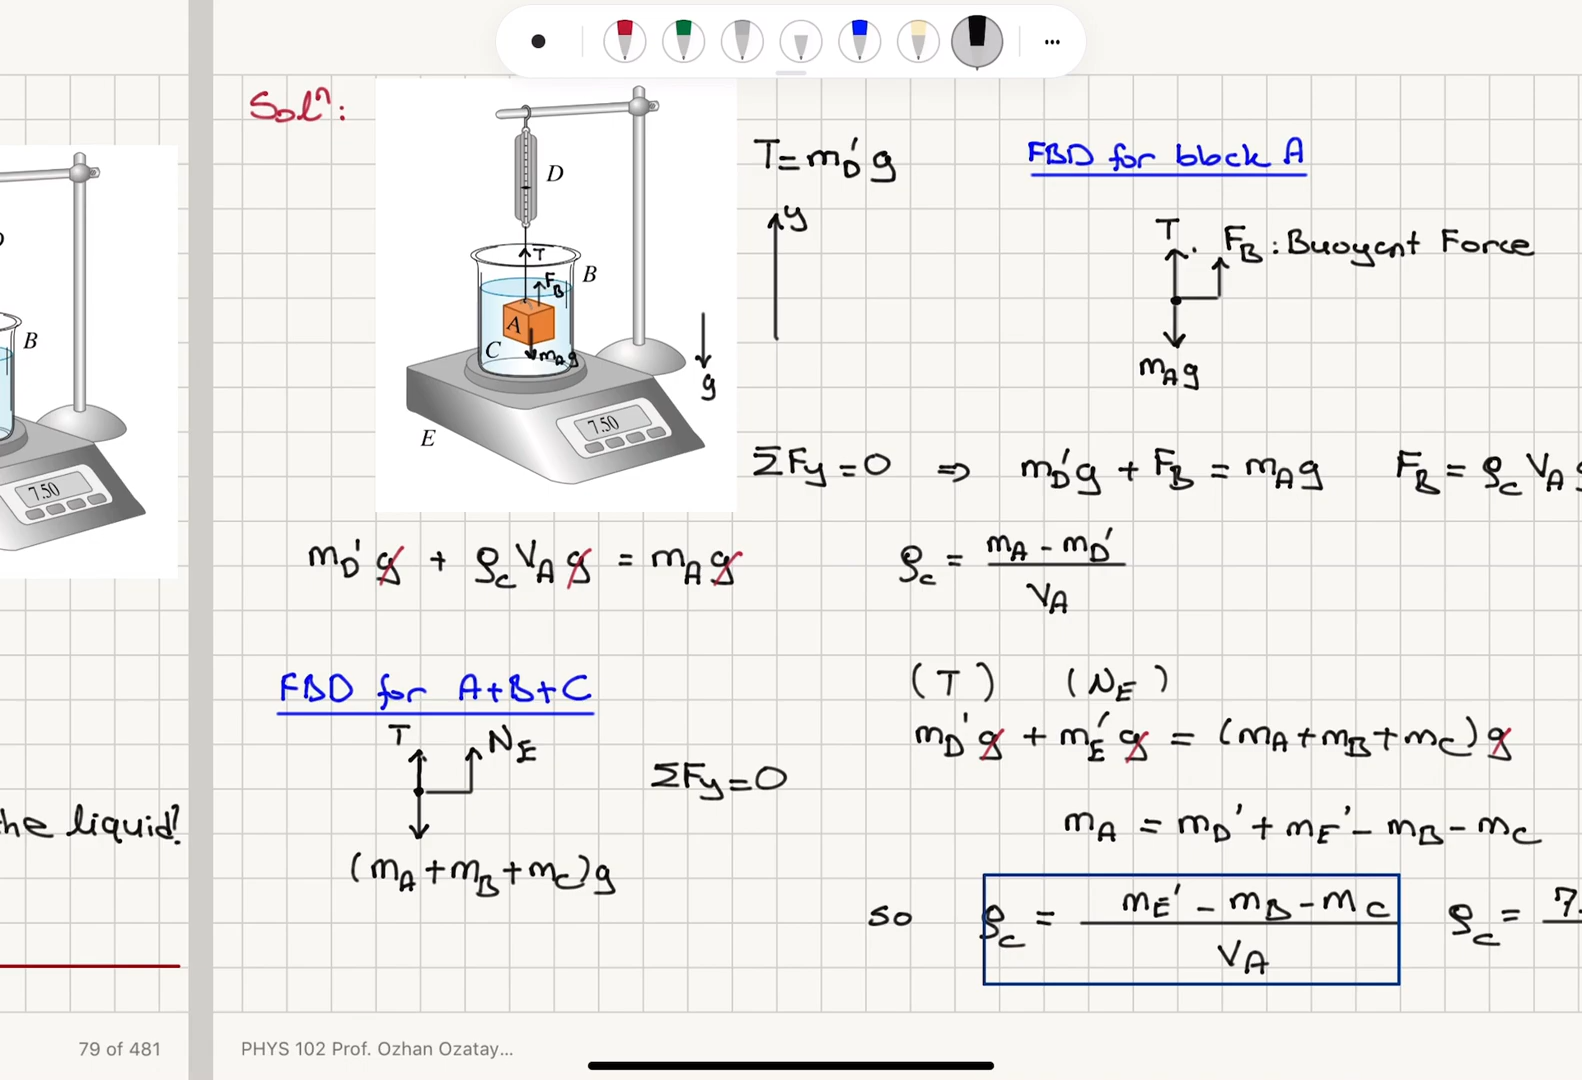 Solⁿ:
D
T
F_B
B
A
C
m_A g
g
E
7.50
T = m_D' g
y
FBD for block A
T
F_B : Buoyant Force
m_A g
ΣFy = 0 ⇒ m_D' g + F_B = m_A g F_B = ρ_c V_A g
m_D' g + ρ_c V_A g = m_A g
ρ_c = (m_A - m_D') / V_A
FBD for A+B+C
T
N_E
(m_A + m_B + m_C) g
ΣFy = 0
(T) (N_E)
m_D' g + m_E' g = (m_A + m_B + m_C) g
m_A = m_D' + m_E' - m_B - m_C
so ρ_c = (m_E' - m_B - m_C) / V_A ρ_c = 7.
B
7.50
he liquid?
79 of 481
PHYS 102 Prof. Ozhan Ozatay...